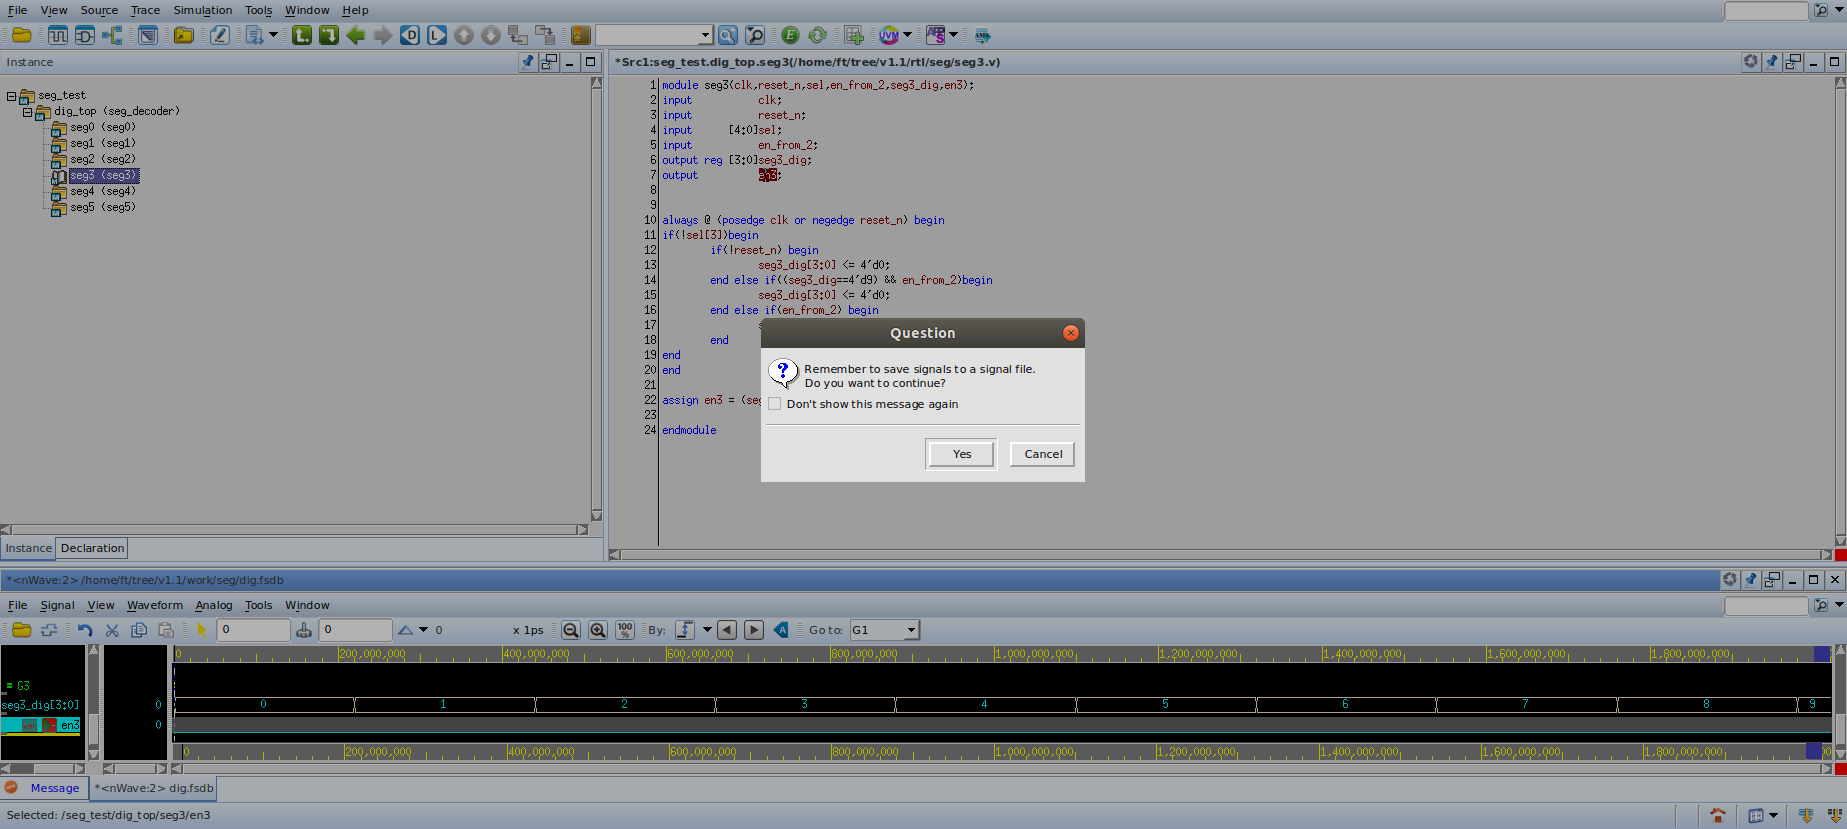 File View Source Trace Simulation Tools Window Help
Instance
*Src1:seg_test.dig_top.seg3(/home/ft/tree/v1.1/rtl/seg/seg3.v)
seg_test
dig_top (seg_decoder)
seg0 (seg0)
seg1 (seg1)
seg2 (seg2)
seg3 (seg3)
seg4 (seg4)
seg5 (seg5)
1 module seg3(clk,reset_n,sel,en_from_2,seg3_dig,en3);
2 input clk;
3 input reset_n;
4 input [4:0]sel;
5 input en_from_2;
6 output reg [3:0]seg3_dig;
7 output en3;
8
9
10 always @ (posedge clk or negedge reset_n) begin
11 if(!sel[3])begin
12 if(!reset_n) begin
13 seg3_dig[3:0] <= 4'd0;
14 end else if((seg3_dig==4'd9) && en_from_2)begin
15 seg3_dig[3:0] <= 4'd0;
16 end else if(en_from_2) begin
17
18 end
19 end
20 end
21
22 assign en3 = (seg
23
24 endmodule
Question
Remember to save signals to a signal file.
Do you want to continue?
Don't show this message again
Yes Cancel
Instance Declaration
*<nWave:2> /home/ft/tree/v1.1/work/seg/dig.fsdb
File Signal View Waveform Analog Tools Window
0 0 0 x 1ps 100 % By: Go to: G1
0 200,000,000 400,000,000 600,000,000 800,000,000 1,000,000,000 1,200,000,000 1,400,000,000 1,600,000,000 1,800,000,000
= G3
seg3_dig[3:0] 0 0 1 2 3 4 5 6 7 8 9
en3 0
0 200,000,000 400,000,000 600,000,000 800,000,000 1,000,000,000 1,200,000,000 1,400,000,000 1,600,000,000 1,800,000,000
Message *<nWave:2> dig.fsdb
Selected: /seg_test/dig_top/seg3/en3